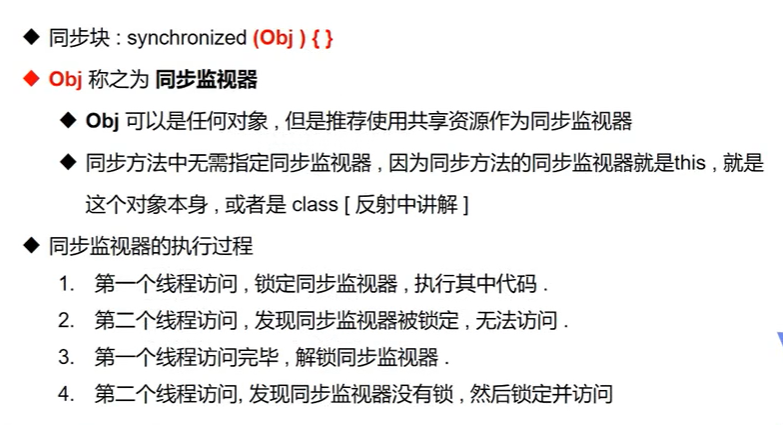 ◆ 同步块 : synchronized (Obj ) { }
◆ Obj 称之为 同步监视器
◆ Obj 可以是任何对象 , 但是推荐使用共享资源作为同步监视器
◆ 同步方法中无需指定同步监视器 , 因为同步方法的同步监视器就是this , 就是
这个对象本身 , 或者是 class [ 反射中讲解 ]
◆ 同步监视器的执行过程
1. 第一个线程访问 , 锁定同步监视器 , 执行其中代码 .
2. 第二个线程访问 , 发现同步监视器被锁定 , 无法访问 .
3. 第一个线程访问完毕 , 解锁同步监视器 .
4. 第二个线程访问, 发现同步监视器没有锁 , 然后锁定并访问